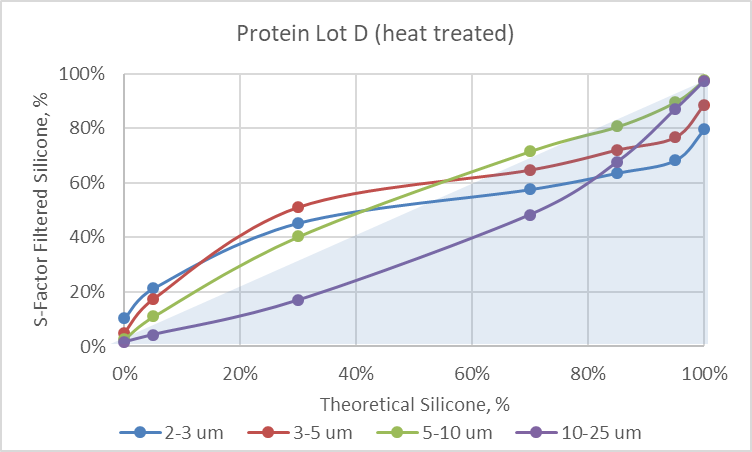 Protein Lot D (heat treated)
100%
80%
60%
40%
20%
0%
S-Factor Filtered Silicone, %
0% 20% 40% 60% 80% 100%
Theoretical Silicone, %
2-3 um 3-5 um 5-10 um 10-25 um